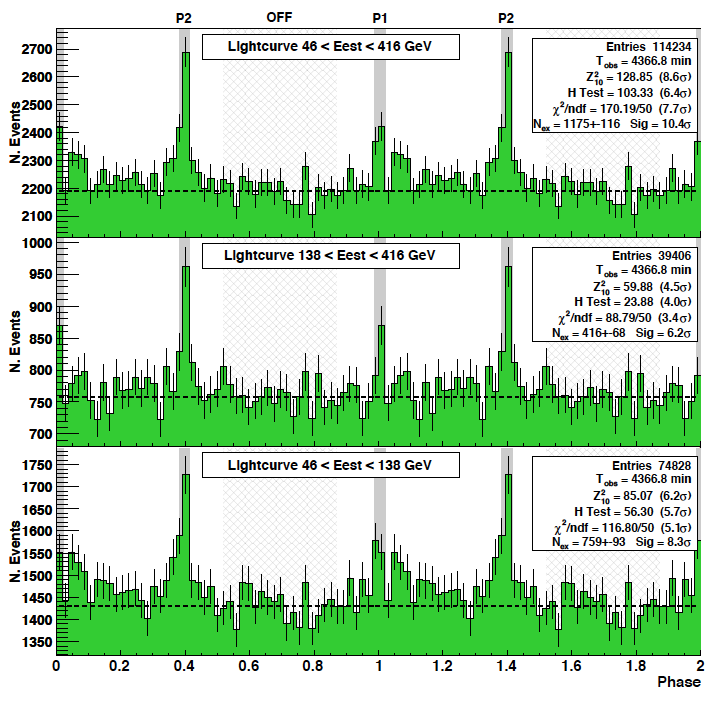 P2 OFF P1 P2
Lightcurve 46 < Eest < 416 GeV
Entries 114234
T_obs = 4366.8 min
Z²₁₀ = 128.85 (8.6σ)
H Test = 103.33 (6.4σ)
χ²/ndf = 170.19/50 (7.7σ)
N_ex = 1175+-116 Sig = 10.4σ
N. Events
2700
2600
2500
2400
2300
2200
2100
Lightcurve 138 < Eest < 416 GeV
Entries 39406
T_obs = 4366.8 min
Z²₁₀ = 59.88 (4.5σ)
H Test = 23.88 (4.0σ)
χ²/ndf = 88.79/50 (3.4σ)
N_ex = 416+-68 Sig = 6.2σ
N. Events
1000
950
900
850
800
750
700
Lightcurve 46 < Eest < 138 GeV
Entries 74828
T_obs = 4366.8 min
Z²₁₀ = 85.07 (6.2σ)
H Test = 56.30 (5.7σ)
χ²/ndf = 116.80/50 (5.1σ)
N_ex = 759+-93 Sig = 8.3σ
N. Events
1750
1700
1650
1600
1550
1500
1450
1400
1350
0 0.2 0.4 0.6 0.8 1 1.2 1.4 1.6 1.8 2
Phase